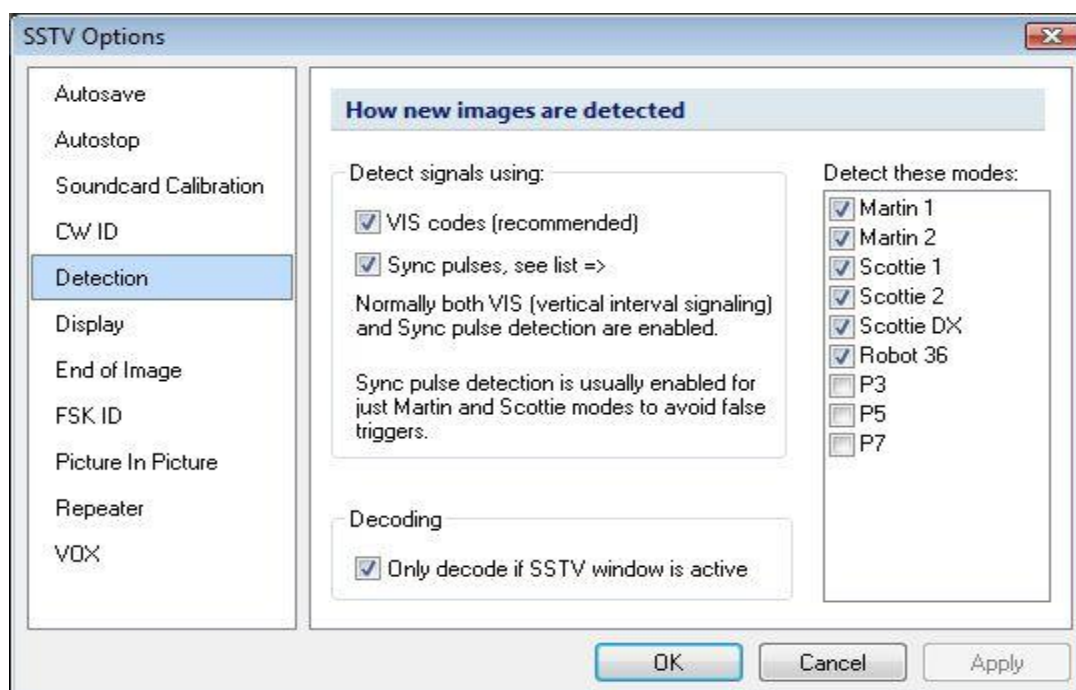 SSTV Options
Autosave
Autostop
Soundcard Calibration
CW ID
Detection
Display
End of Image
FSK ID
Picture In Picture
Repeater
VOX
How new images are detected
Detect signals using:
VIS codes (recommended)
Sync pulses, see list =>
Normally both VIS (vertical interval signaling)
and Sync pulse detection are enabled.
Sync pulse detection is usually enabled for
just Martin and Scottie modes to avoid false
triggers.
Decoding
Only decode if SSTV window is active
Detect these modes:
Martin 1
Martin 2
Scottie 1
Scottie 2
Scottie DX
Robot 36
P3
P5
P7
OK
Cancel
Apply